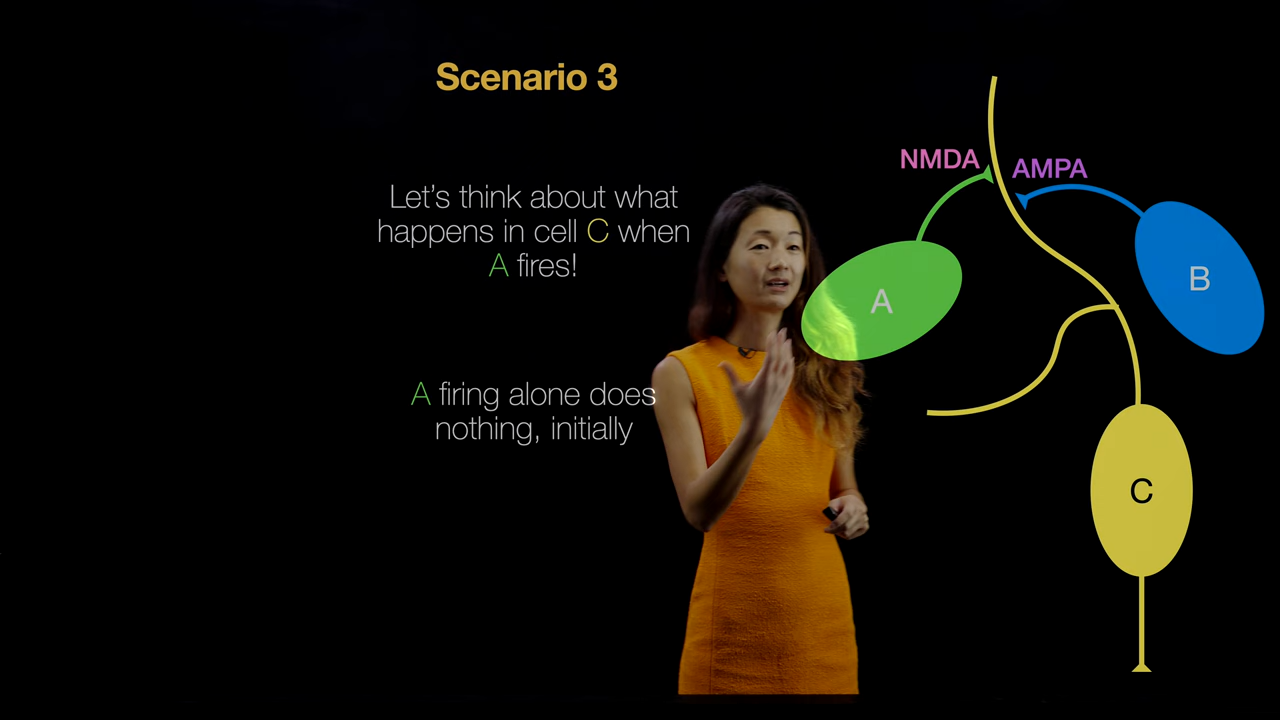 Scenario 3
Let's think about what
happens in cell C when
A fires!
A firing alone does
nothing, initially
NMDA
AMPA
A
B
C